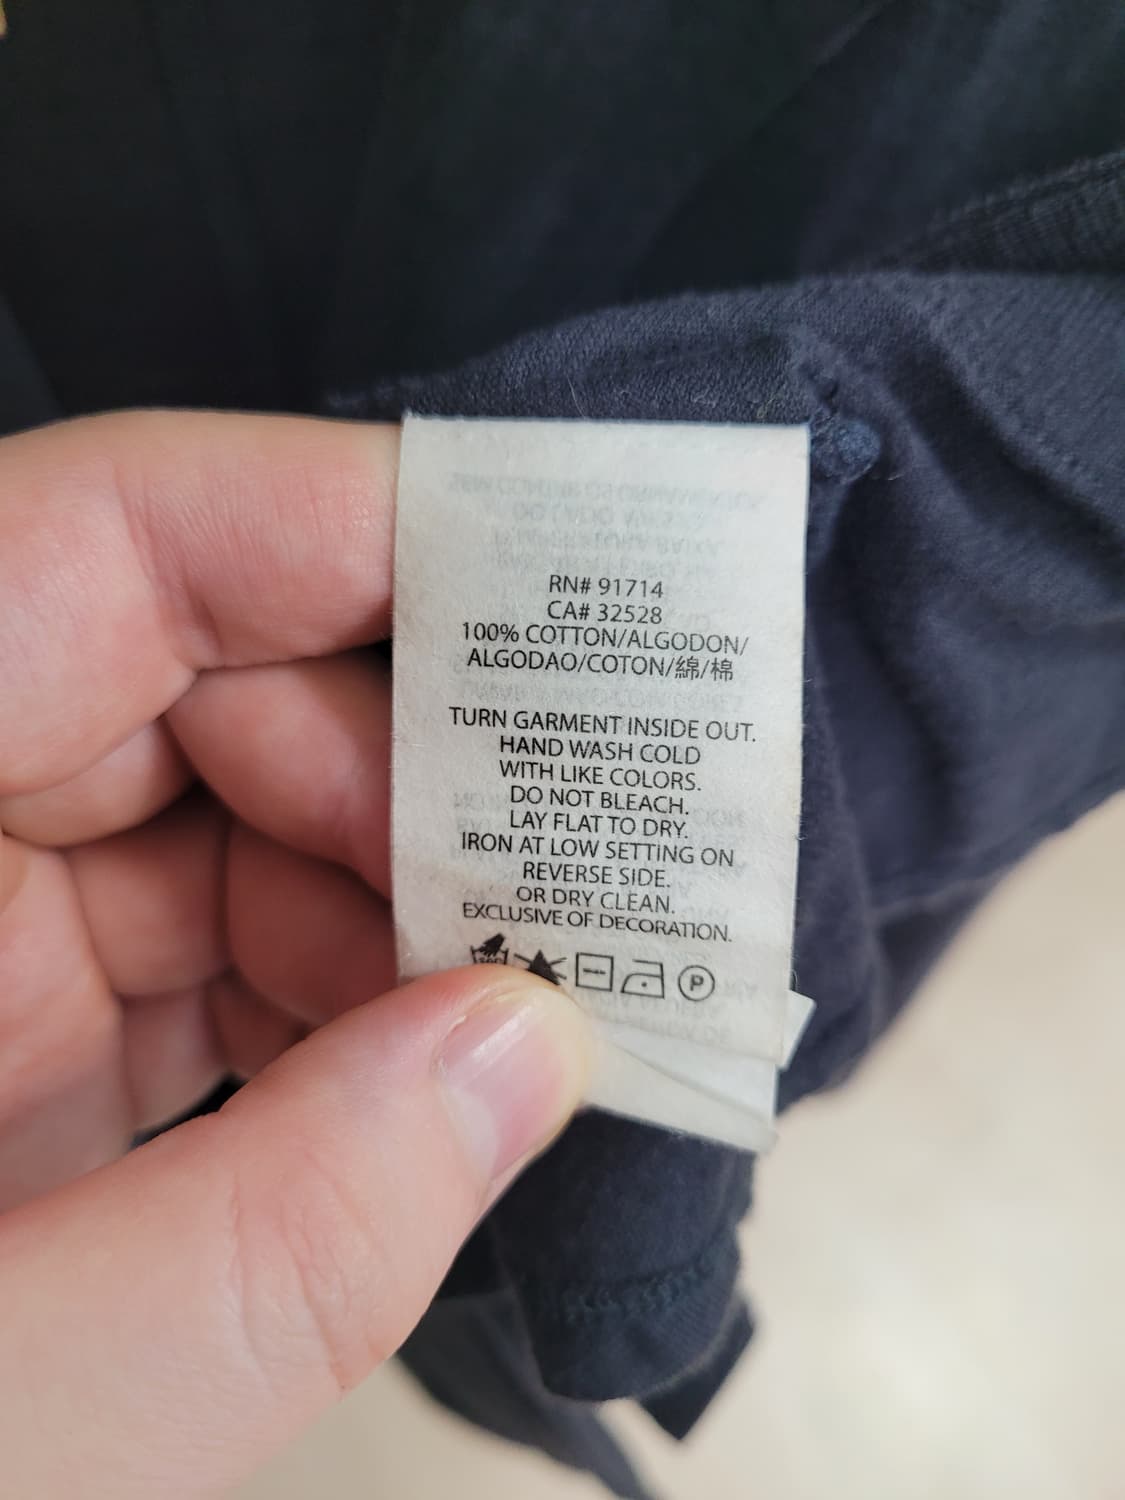 RN# 91714
CA# 32528
100% COTTON/ALGODON/
ALGODAO/COTON/綿/棉
TURN GARMENT INSIDE OUT.
HAND WASH COLD
WITH LIKE COLORS.
DO NOT BLEACH.
LAY FLAT TO DRY.
IRON AT LOW SETTING ON
REVERSE SIDE.
OR DRY CLEAN.
EXCLUSIVE OF DECORATION.
P